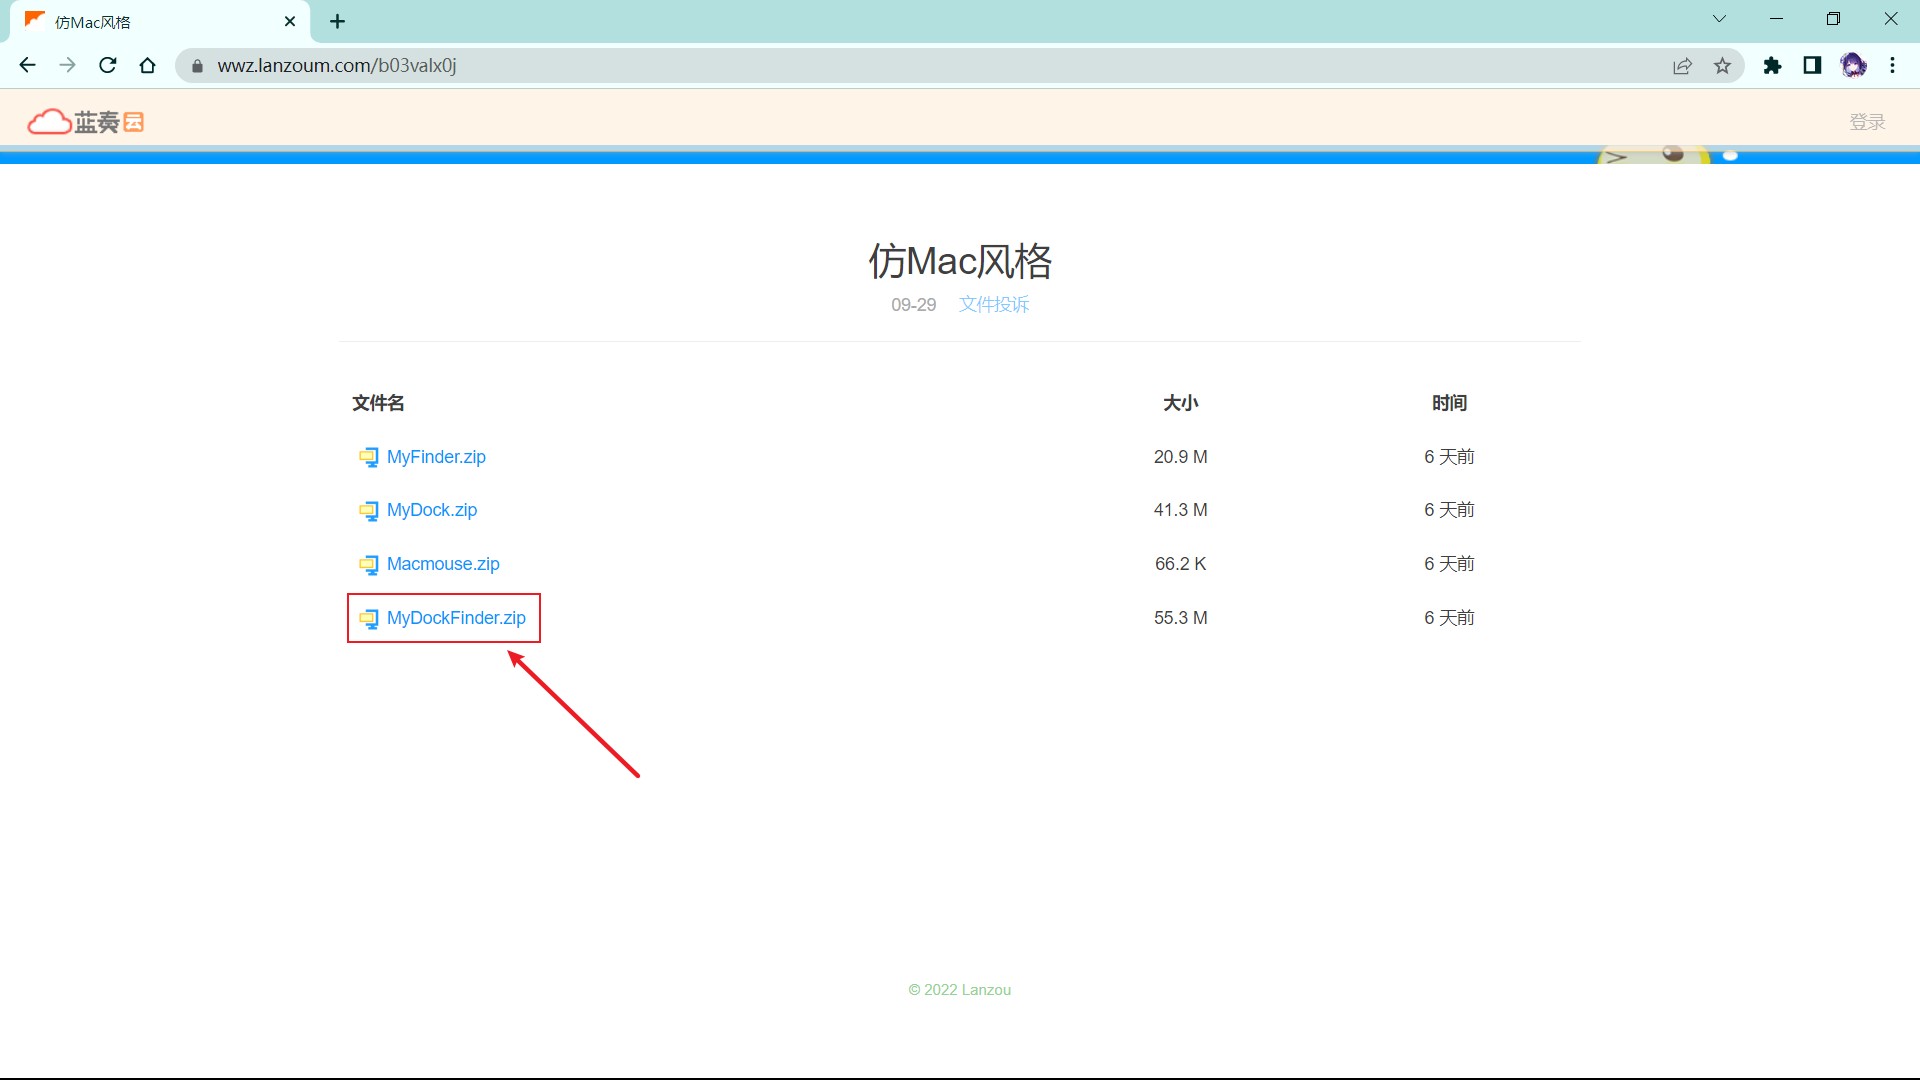 仿Mac风格
wwz.lanzoum.com/b03valx0j
蓝奏云
登录
仿Mac风格
09-29 文件投诉
文件名 大小 时间
MyFinder.zip 20.9 M 6 天前
MyDock.zip 41.3 M 6 天前
Macmouse.zip 66.2 K 6 天前
MyDockFinder.zip 55.3 M 6 天前
© 2022 Lanzou